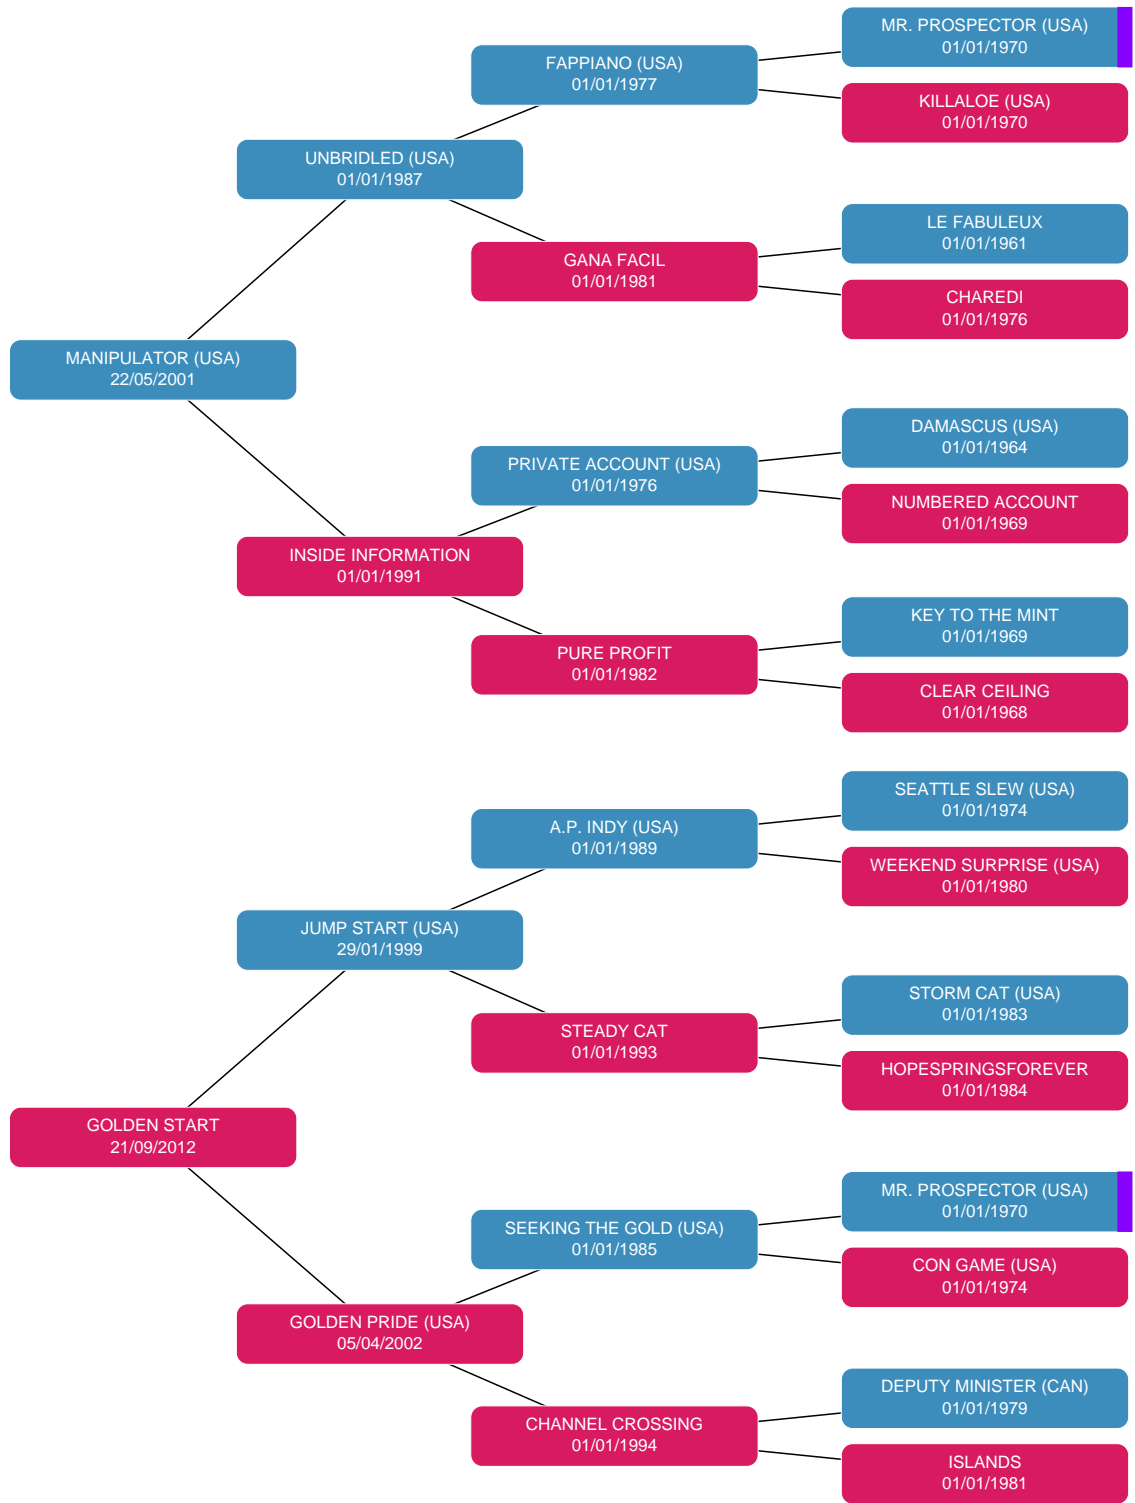 MR. PROSPECTOR (USA)
01/01/1970
FAPPIANO (USA)
01/01/1977
KILLALOE (USA)
01/01/1970
UNBRIDLED (USA)
01/01/1987
LE FABULEUX
01/01/1961
GANA FACIL
01/01/1981
CHAREDI
01/01/1976
MANIPULATOR (USA)
22/05/2001
DAMASCUS (USA)
01/01/1964
PRIVATE ACCOUNT (USA)
01/01/1976
NUMBERED ACCOUNT
01/01/1969
INSIDE INFORMATION
01/01/1991
KEY TO THE MINT
01/01/1969
PURE PROFIT
01/01/1982
CLEAR CEILING
01/01/1968
SEATTLE SLEW (USA)
01/01/1974
A.P. INDY (USA)
01/01/1989
WEEKEND SURPRISE (USA)
01/01/1980
JUMP START (USA)
29/01/1999
STORM CAT (USA)
01/01/1983
STEADY CAT
01/01/1993
HOPESPRINGSFOREVER
01/01/1984
GOLDEN START
21/09/2012
MR. PROSPECTOR (USA)
01/01/1970
SEEKING THE GOLD (USA)
01/01/1985
CON GAME (USA)
01/01/1974
GOLDEN PRIDE (USA)
05/04/2002
DEPUTY MINISTER (CAN)
01/01/1979
CHANNEL CROSSING
01/01/1994
ISLANDS
01/01/1981